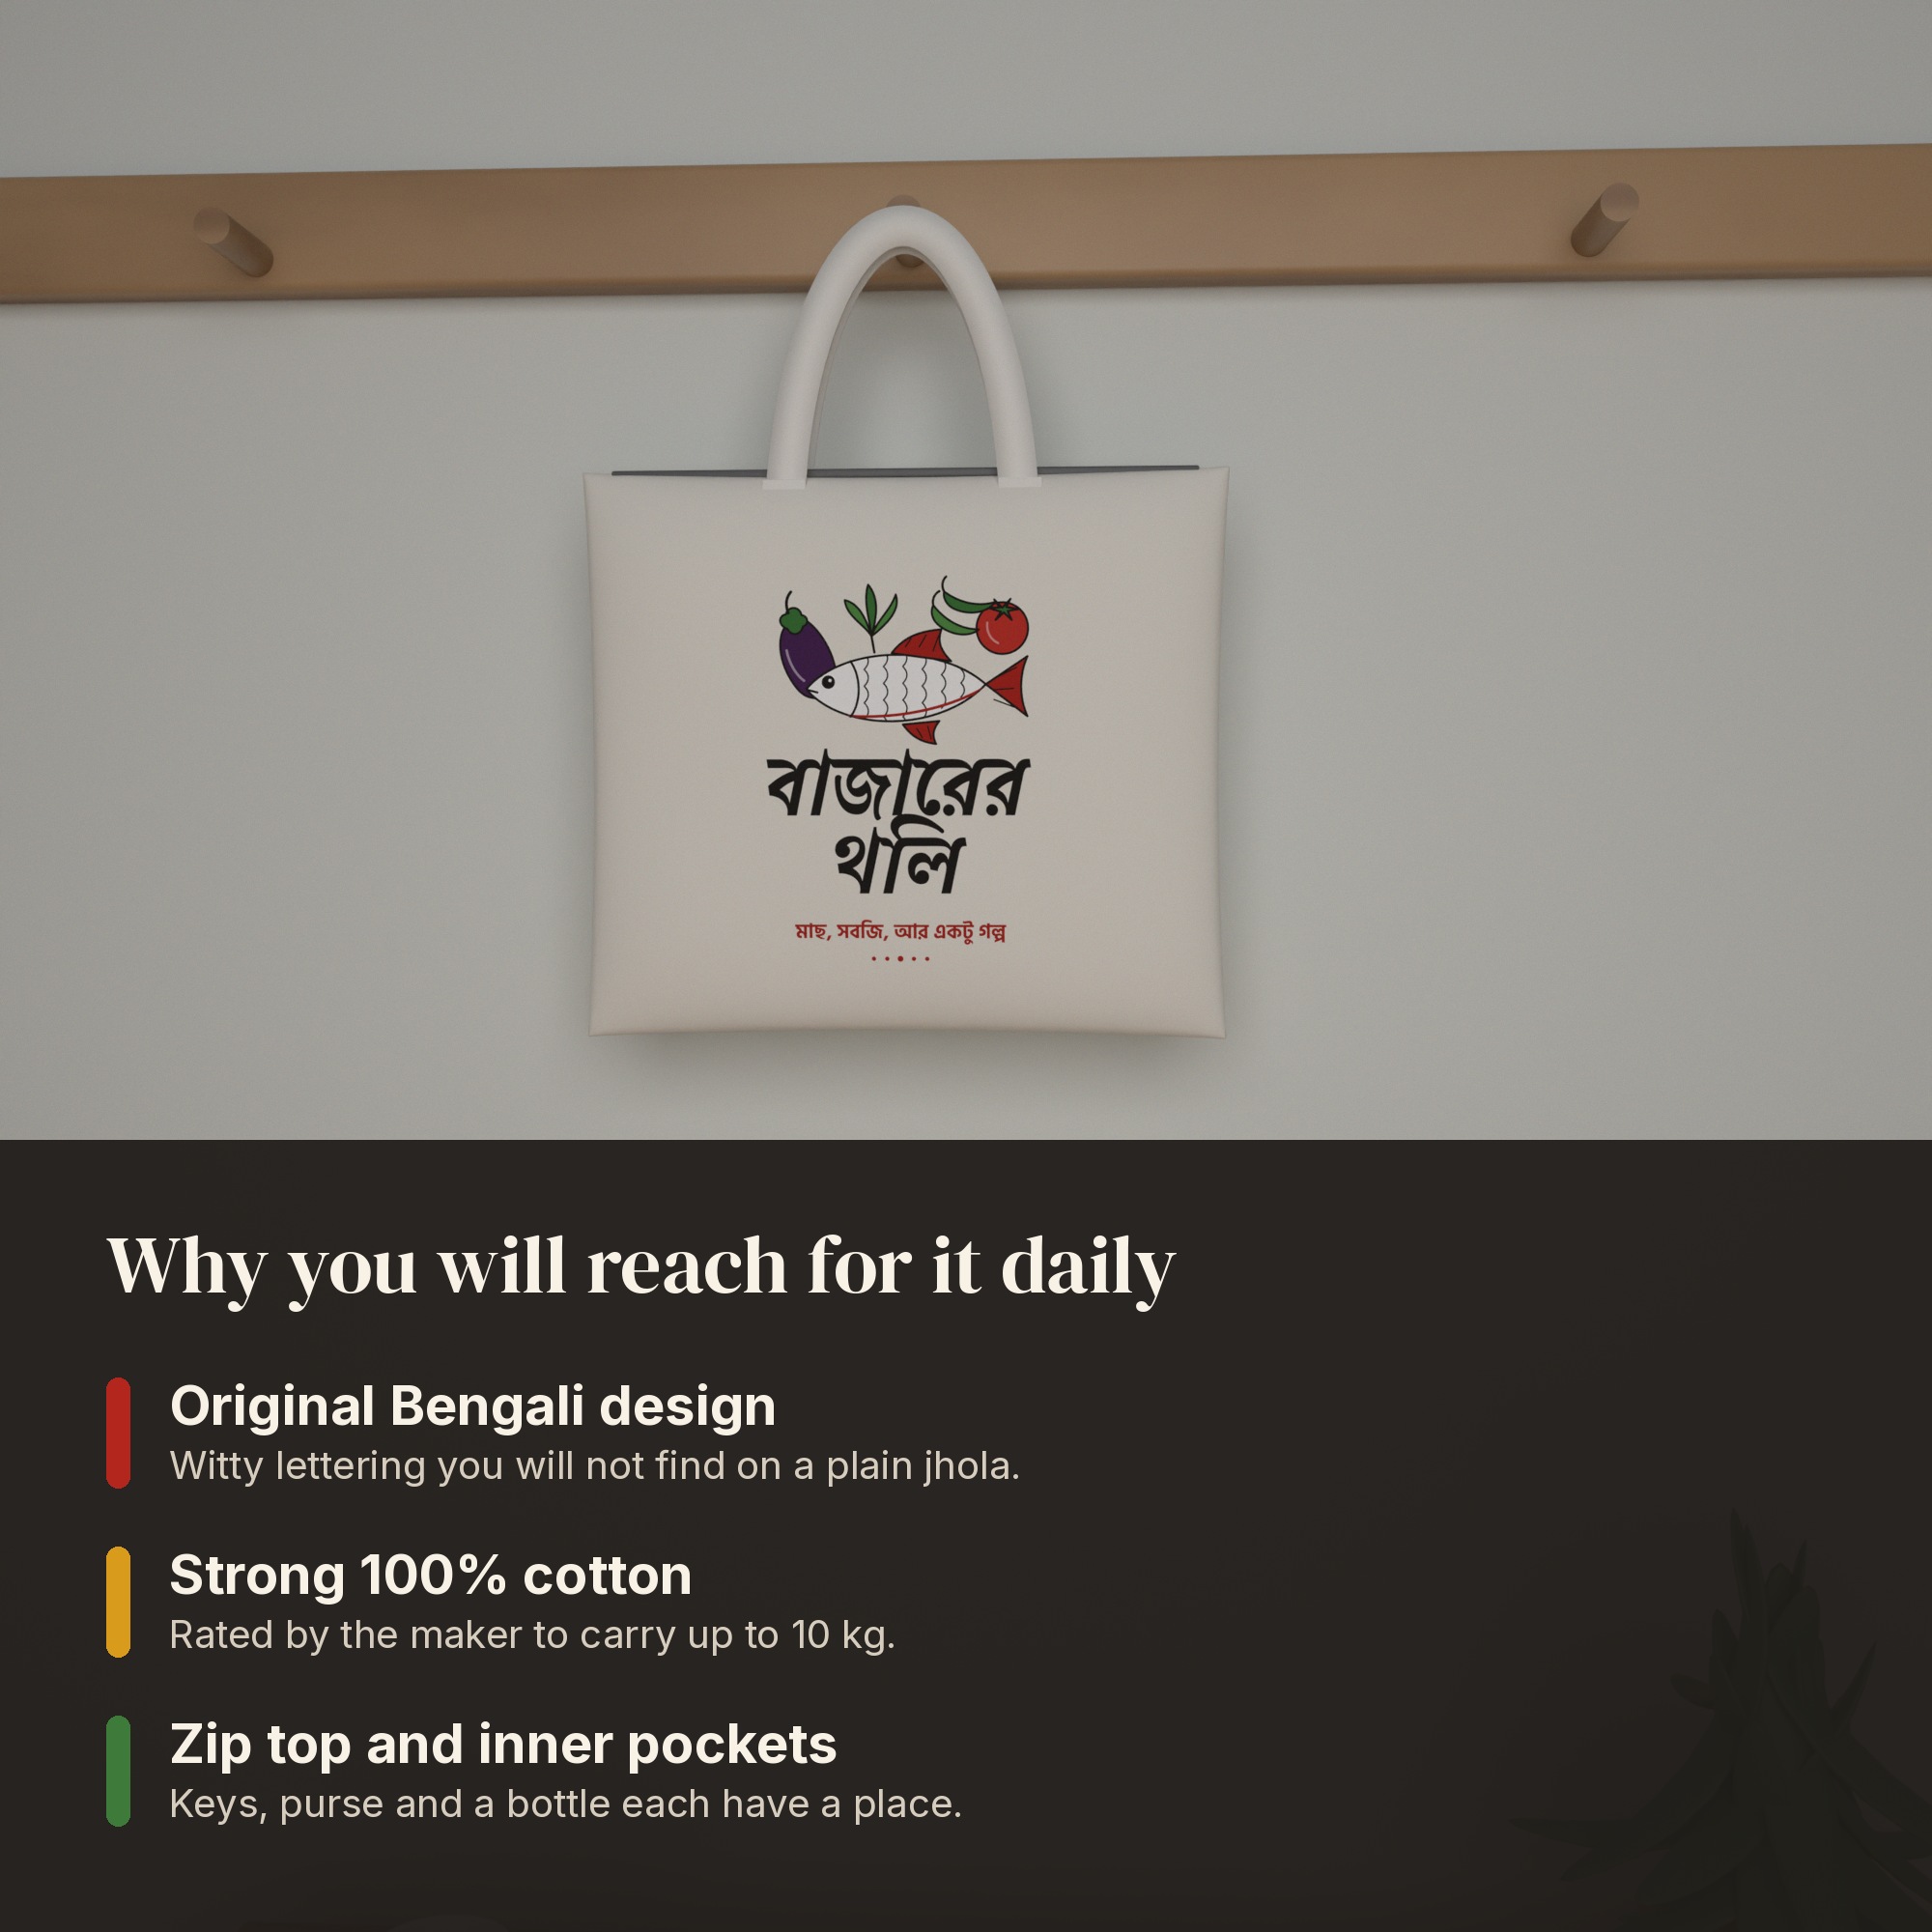 বাজারের
থলি
মাছ, সবজি, আর একটু গল্প
Why you will reach for it daily
Original Bengali design
Witty lettering you will not find on a plain jhola.
Strong 100% cotton
Rated by the maker to carry up to 10 kg.
Zip top and inner pockets
Keys, purse and a bottle each have a place.